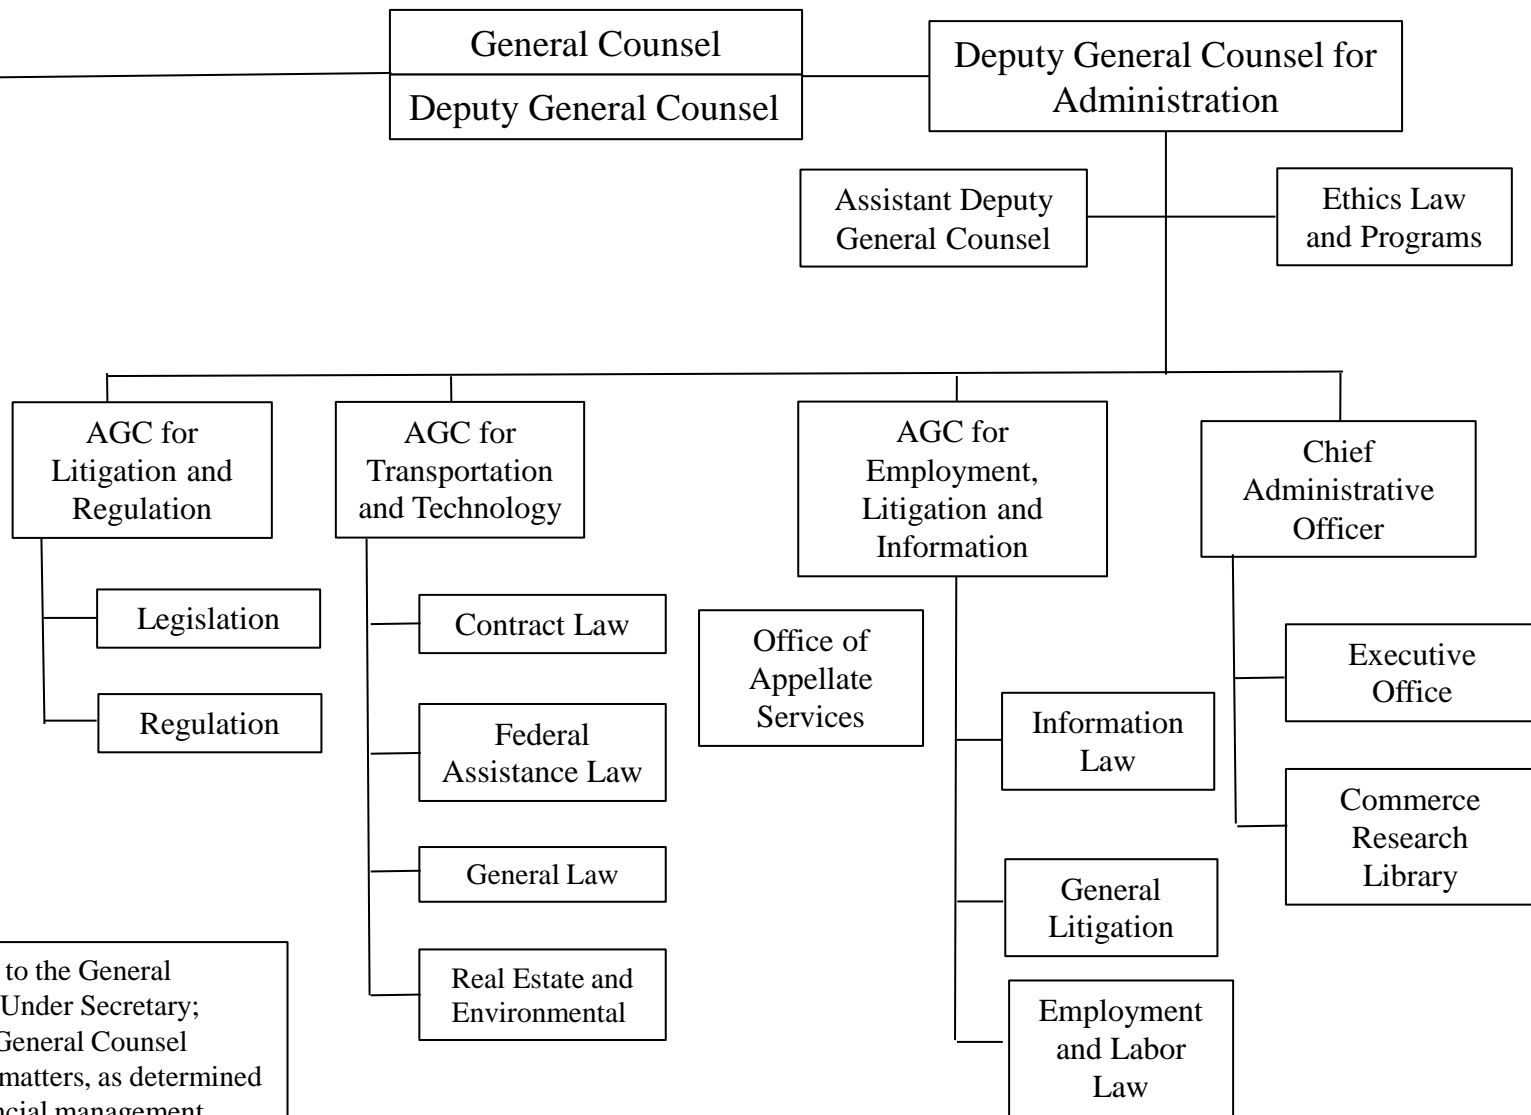 General Counsel
Deputy General Counsel
Deputy General Counsel for
Administration
Assistant Deputy
General Counsel
Ethics Law
and Programs
AGC for
Litigation and
Regulation
AGC for
Transportation
and Technology
AGC for
Employment,
Litigation and
Information
Chief
Administrative
Officer
Legislation
Regulation
Contract Law
Federal
Assistance Law
General Law
Real Estate and
Environmental
Office of
Appellate
Services
Information
Law
General
Litigation
Employment
and Labor
Law
Executive
Office
Commerce
Research
Library
to the General
Under Secretary;
General Counsel
matters, as determined
management